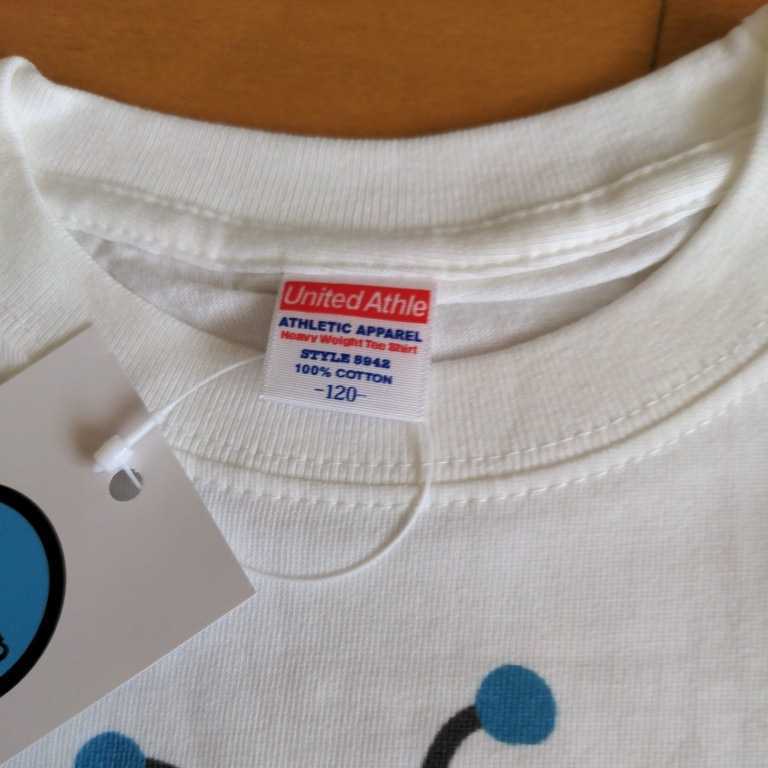 United Athle
ATHLETIC APPAREL
Heavy Weight Tee Shirt
STYLE 5942
100% COTTON
-120-